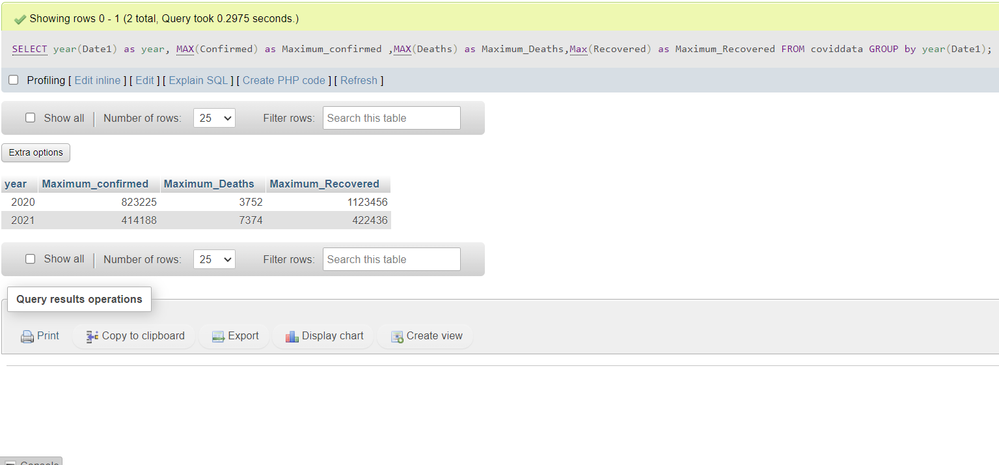 Showing rows 0 - 1 (2 total, Query took 0.2975 seconds.)
SELECT year(Date1) as year, MAX(Confirmed) as Maximum_confirmed ,MAX(Deaths) as Maximum_Deaths,Max(Recovered) as Maximum_Recovered FROM coviddata GROUP by year(Date1);
Profiling [ Edit inline ] [ Edit ] [ Explain SQL ] [ Create PHP code ] [ Refresh ]
Show all Number of rows: 25 Filter rows: Search this table
Extra options
year Maximum_confirmed Maximum_Deaths Maximum_Recovered
2020 823225 3752 1123456
2021 414188 7374 422436
Show all Number of rows: 25 Filter rows: Search this table
Query results operations
Print Copy to clipboard Export Display chart Create view
Console